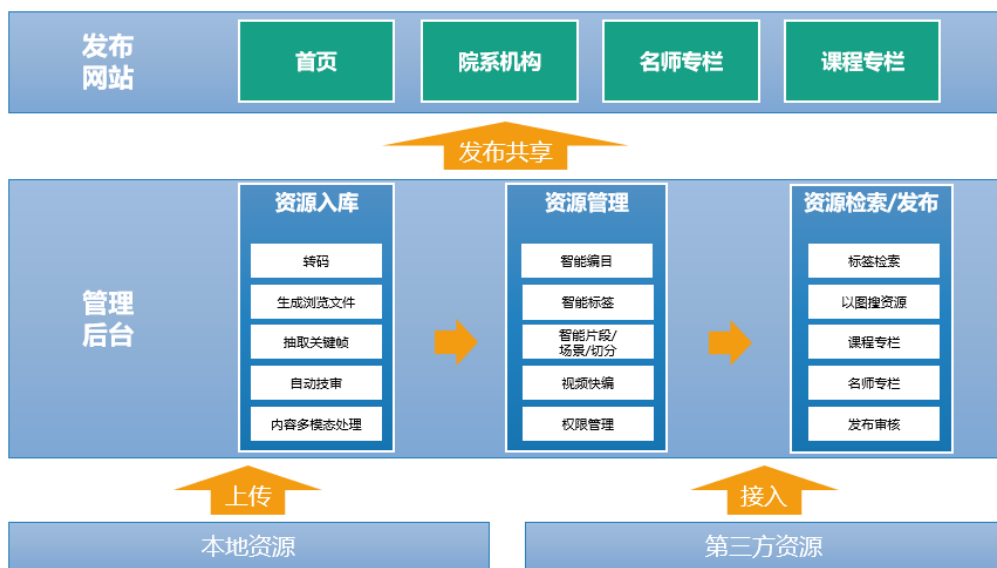 发布
网站
首页
院系机构
名师专栏
课程专栏
发布共享
管理
后台
资源入库
转码
生成浏览文件
抽取关键帧
自动技审
内容多模态处理
资源管理
智能编目
智能标签
智能片段/
场景/切分
视频快编
权限管理
资源检索/发布
标签检索
以图搜资源
课程专栏
名师专栏
发布审核
上传
接入
本地资源
第三方资源